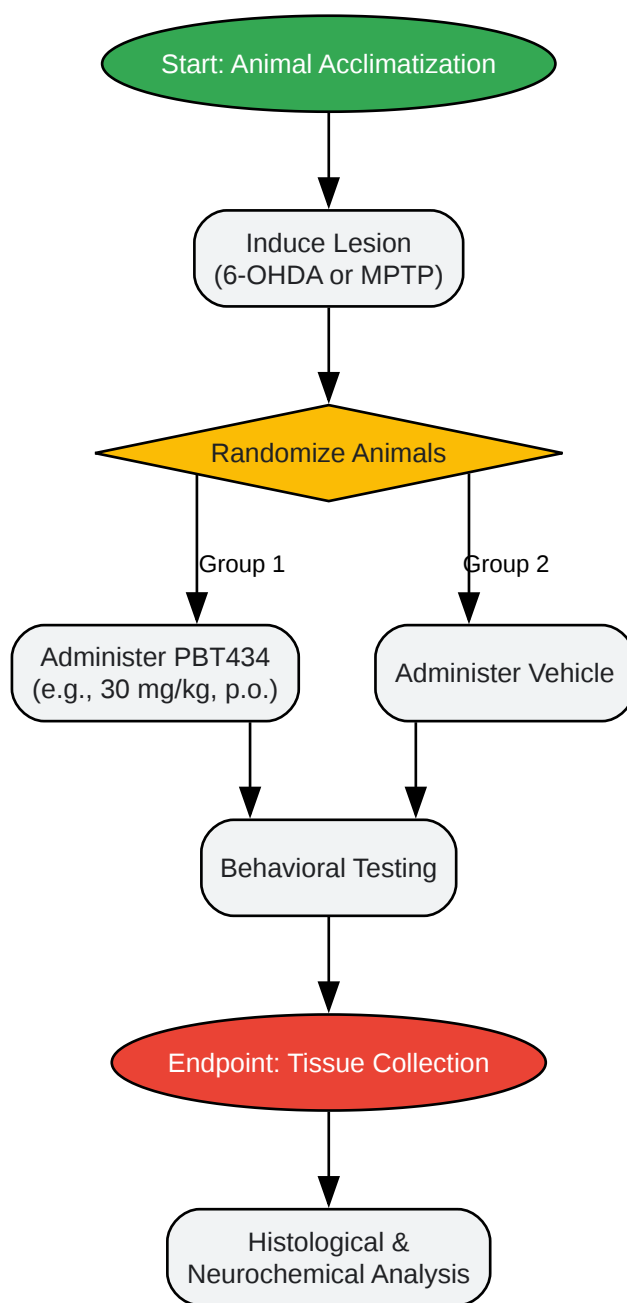 Start: Animal Acclimatization
Induce Lesion
(6-OHDA or MPTP)
Randomize Animals
Group 1
Group 2
Administer PBT434
(e.g., 30 mg/kg, p.o.)
Administer Vehicle
Behavioral Testing
Endpoint: Tissue Collection
Histological &
Neurochemical Analysis